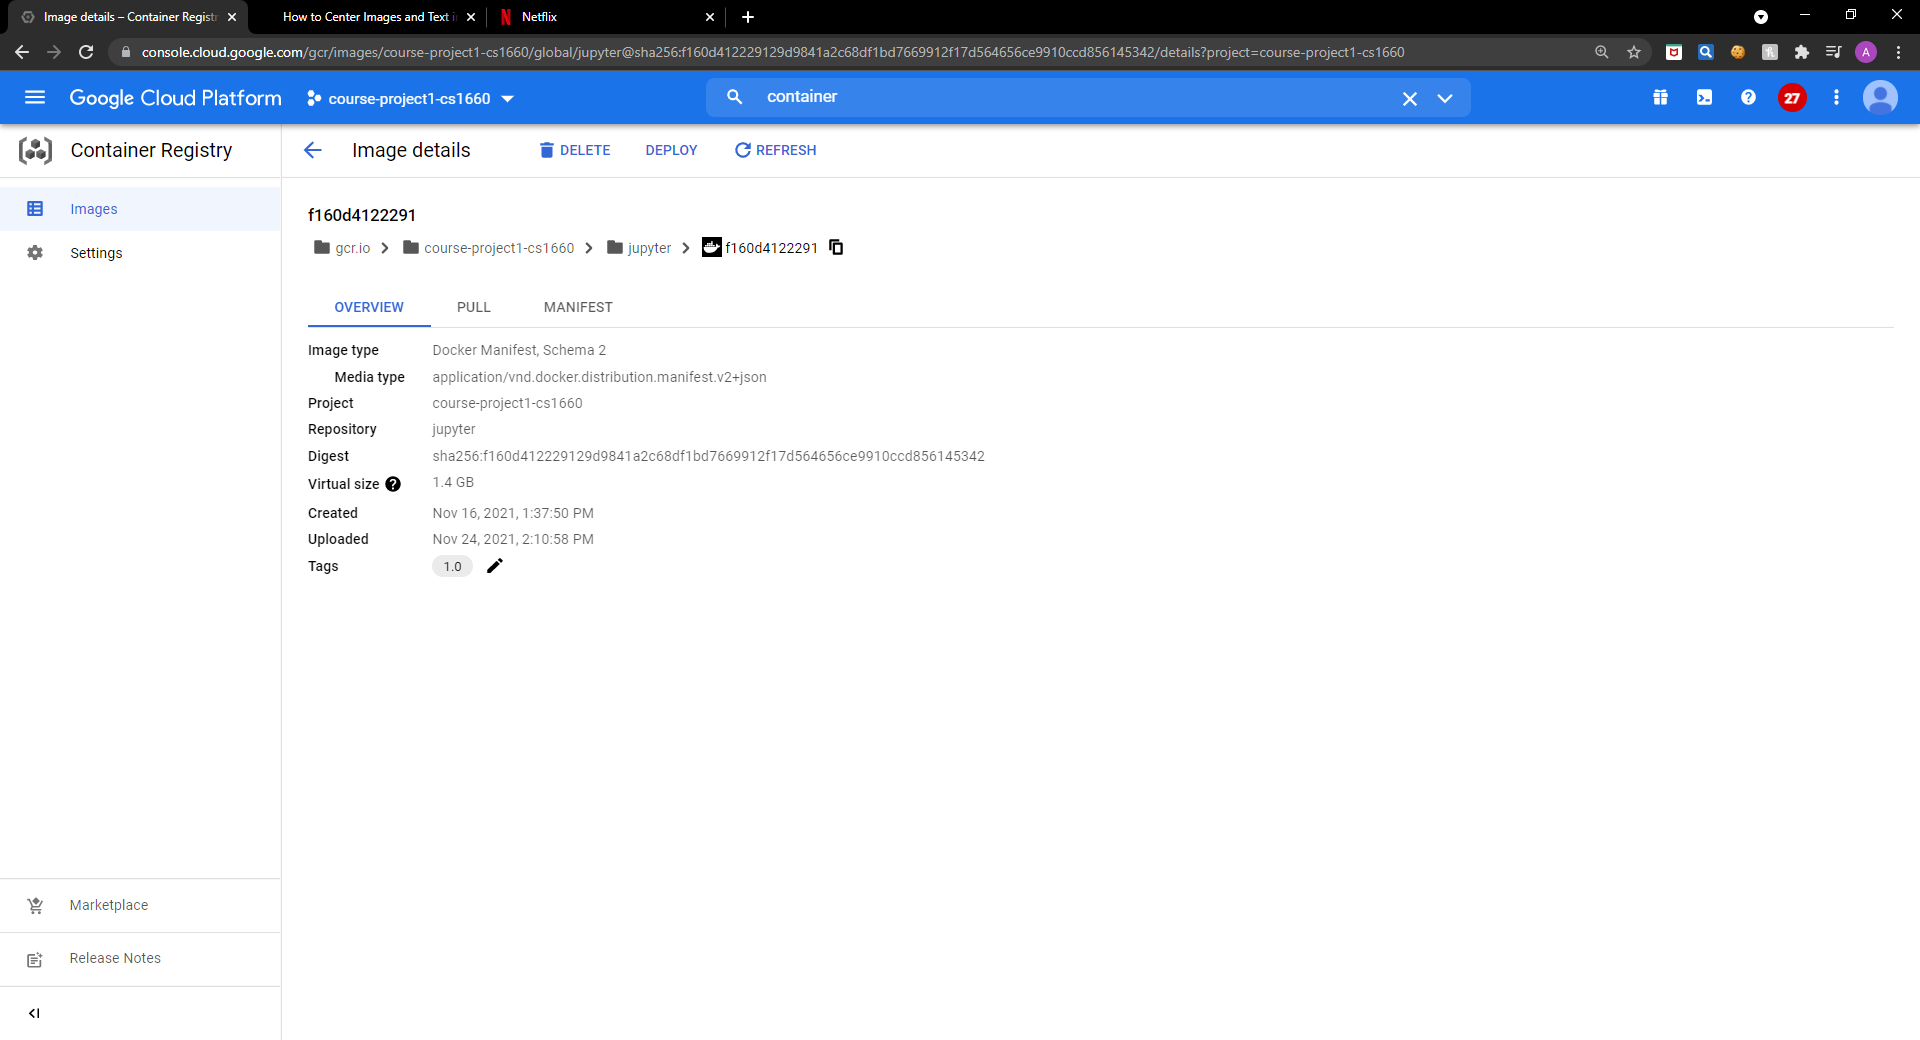 Image details – Container Registr
How to Center Images and Text i
Netflix
console.cloud.google.com/gcr/images/course-project1-cs1660/global/jupyter@sha256:f160d412229129d9841a2c68df1bd7669912f17d564656ce9910ccd856145342/details?project=course-project1-cs1660
A
Google Cloud Platform
course-project1-cs1660
container
27
Container Registry
Image details
DELETE
DEPLOY
REFRESH
Images
Settings
f160d4122291
gcr.io
course-project1-cs1660
jupyter
f160d4122291
OVERVIEW
PULL
MANIFEST
Image type Docker Manifest, Schema 2
Media type application/vnd.docker.distribution.manifest.v2+json
Project course-project1-cs1660
Repository jupyter
Digest sha256:f160d412229129d9841a2c68df1bd7669912f17d564656ce9910ccd856145342
Virtual size 1.4 GB
Created Nov 16, 2021, 1:37:50 PM
Uploaded Nov 24, 2021, 2:10:58 PM
Tags 1.0
Marketplace
Release Notes